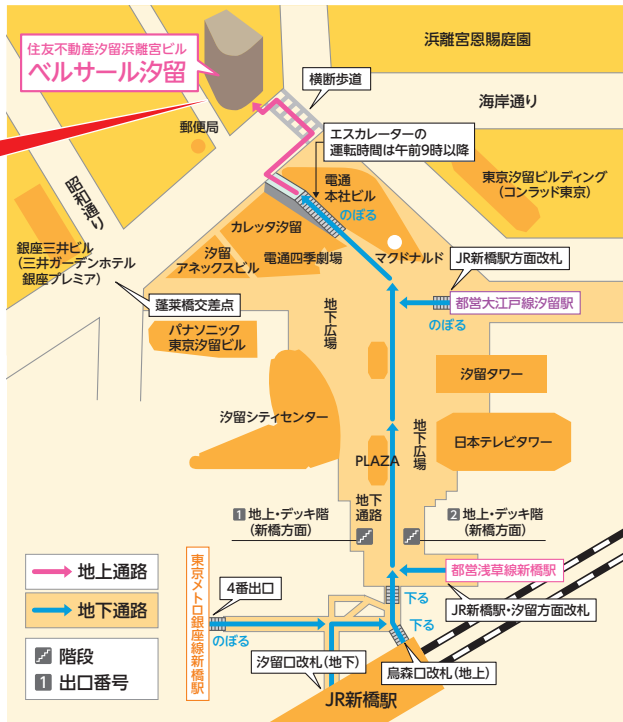 浜離宮恩賜庭園
住友不動産汐留浜離宮ビル
ベルサール汐留
横断歩道
海岸通り
郵便局
エスカレーターの
運転時間は午前9時以降
昭和通り
電通
本社ビル
のぼる
東京汐留ビルディング
(コンラッド東京)
カレッタ汐留
銀座三井ビル
(三井ガーデンホテル
銀座プレミア)
汐留
アネックスビル
電通四季劇場
マクドナルド
JR新橋駅方面改札
蓬莱橋交差点
地下広場
都営大江戸線汐留駅
のぼる
パナソニック
東京汐留ビル
汐留タワー
汐留シティセンター
地下広場
日本テレビタワー
PLAZA
地下
通路
1 地上・デッキ階
(新橋方面)
2 地上・デッキ階
(新橋方面)
地上通路
地下通路
階段
1 出口番号
東京メトロ銀座線新橋駅
4番出口
のぼる
都営浅草線新橋駅
下る
JR新橋駅・汐留方面改札
下る
汐留口改札(地下)
烏森口改札(地上)
JR新橋駅